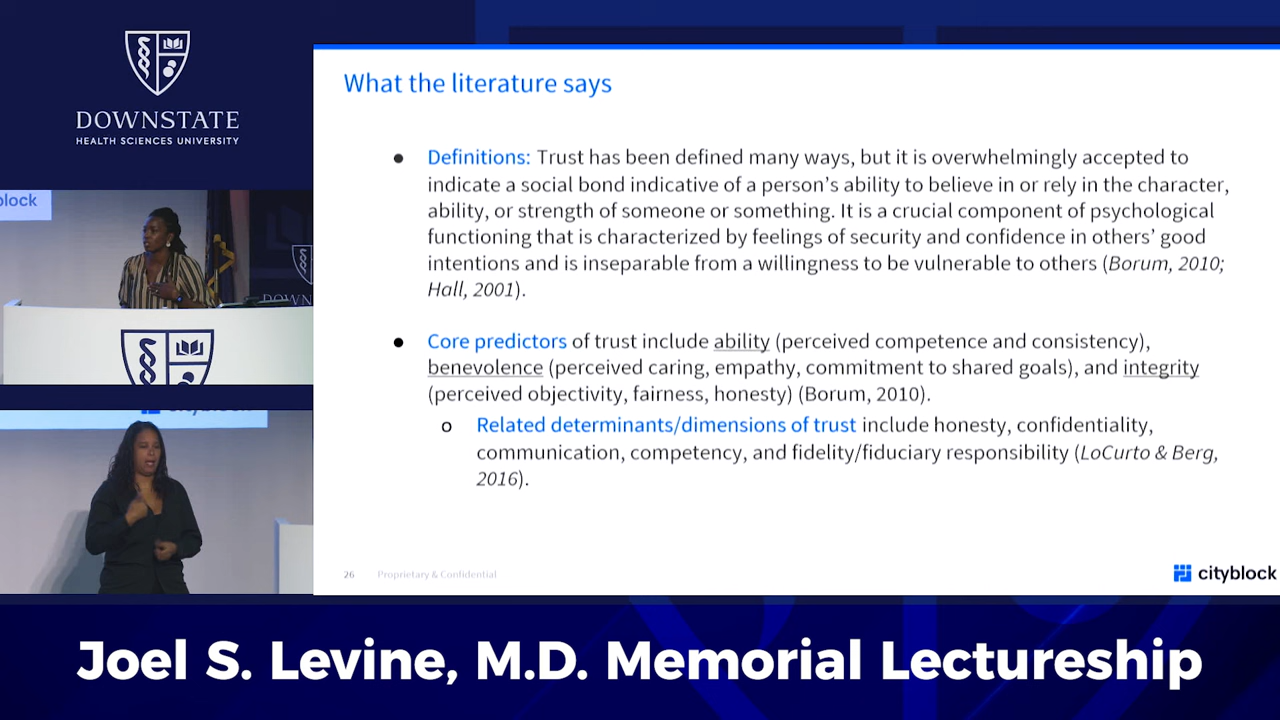 DOWNSTATE
HEALTH SCIENCES UNIVERSITY
block
DOWN
cityblock
What the literature says
● Definitions: Trust has been defined many ways, but it is overwhelmingly accepted to
indicate a social bond indicative of a person's ability to believe in or rely in the character,
ability, or strength of someone or something. It is a crucial component of psychological
functioning that is characterized by feelings of security and confidence in others' good
intentions and is inseparable from a willingness to be vulnerable to others (Borum, 2010;
Hall, 2001).
● Core predictors of trust include ability (perceived competence and consistency),
benevolence (perceived caring, empathy, commitment to shared goals), and integrity
(perceived objectivity, fairness, honesty) (Borum, 2010).
o Related determinants/dimensions of trust include honesty, confidentiality,
communication, competency, and fidelity/fiduciary responsibility (LoCurto & Berg,
2016).
26 Proprietary & Confidential
cityblock
Joel S. Levine, M.D. Memorial Lectureship